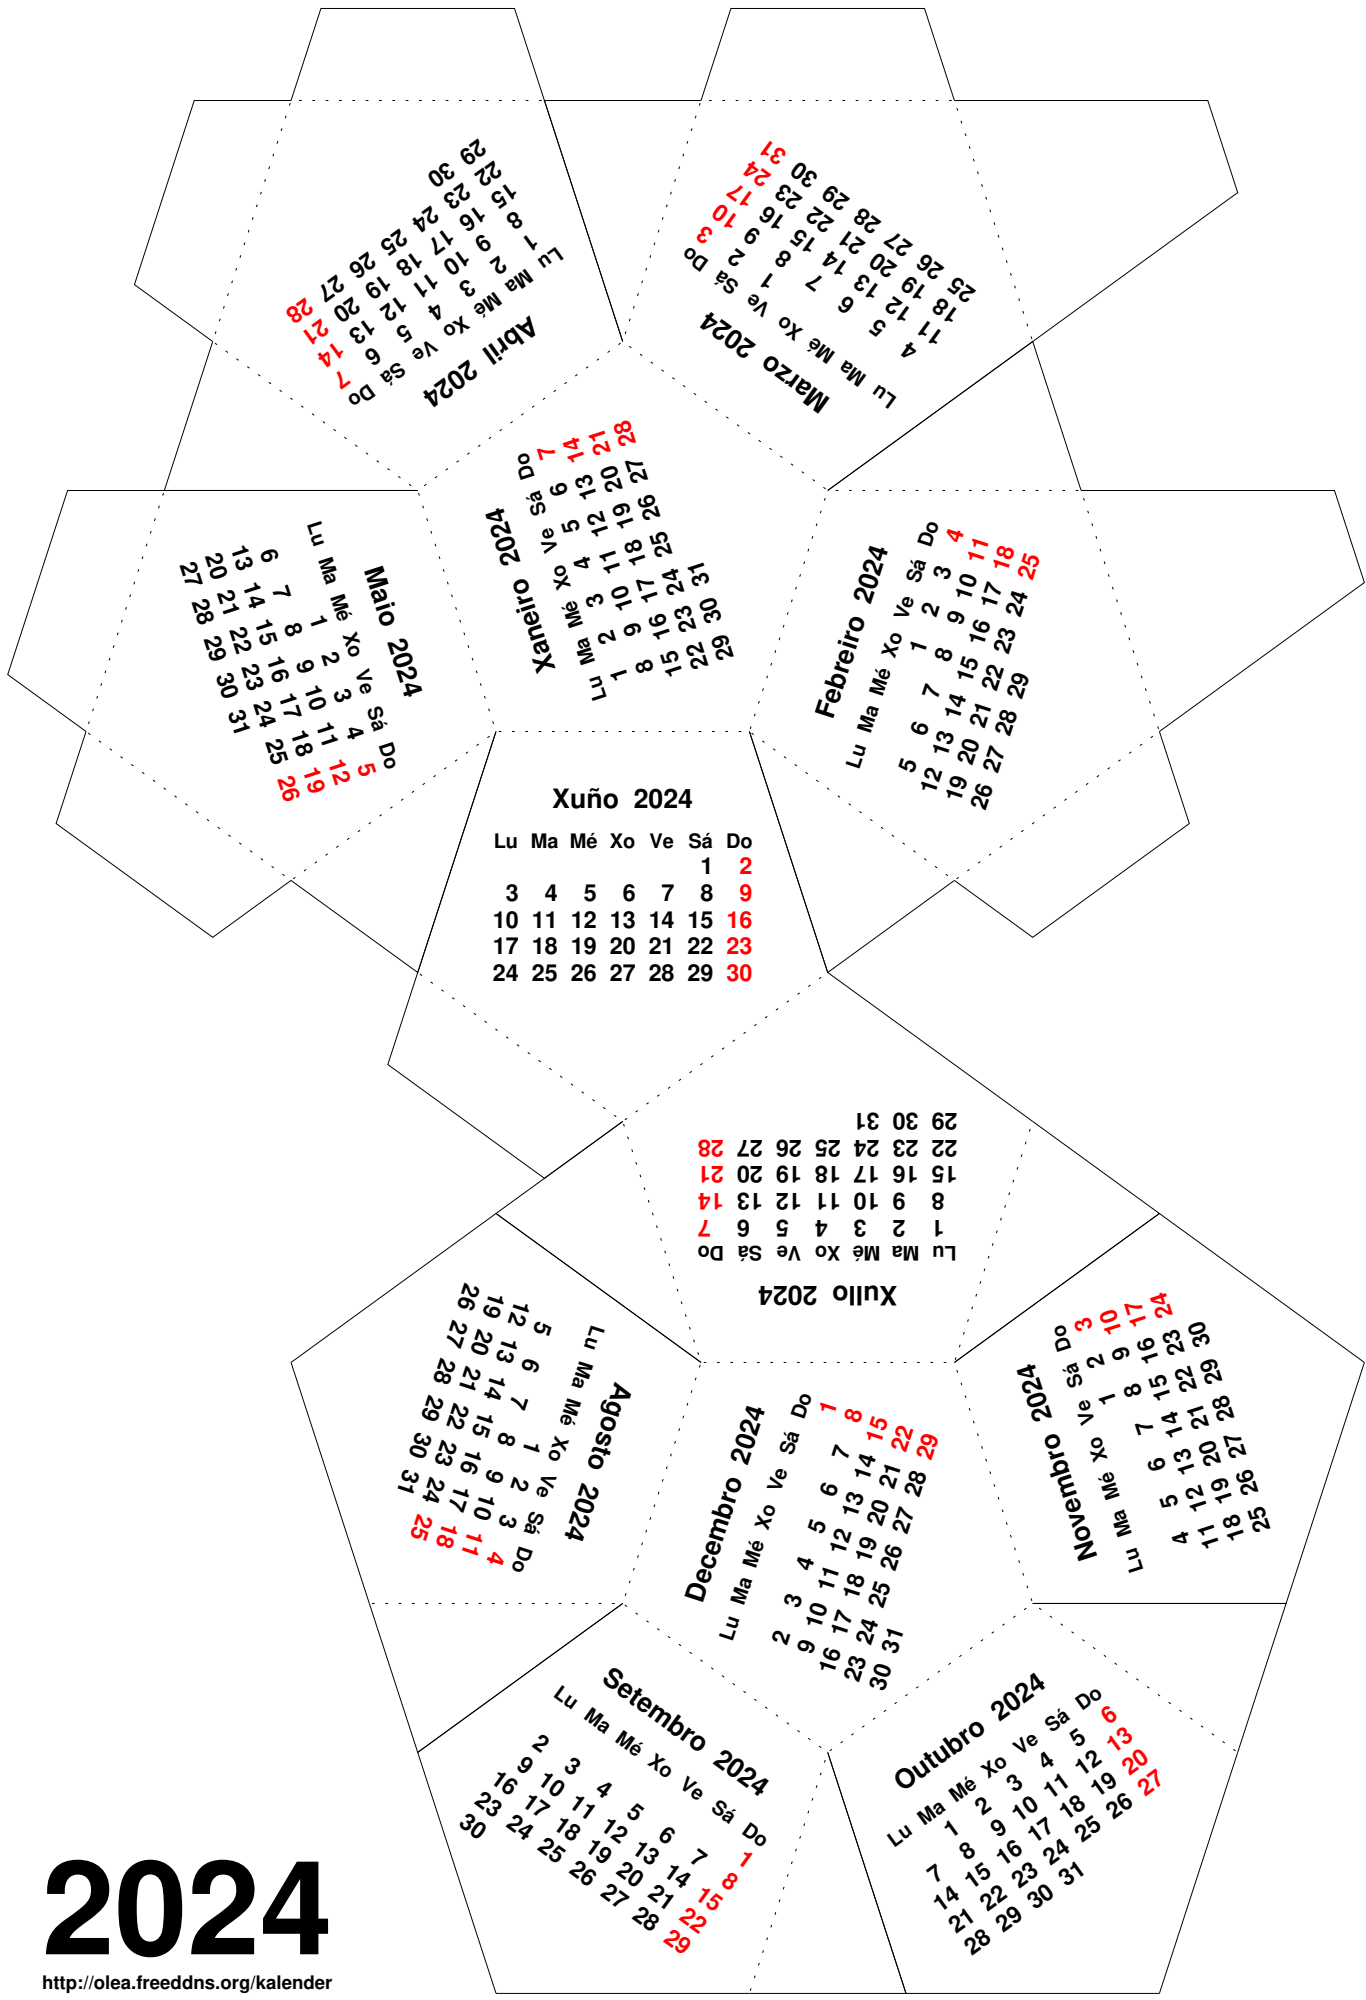 Abril 2024
Lu Ma Mé Xo Ve Sá Do
1 2 3 4 5 6 7
8 9 10 11 12 13 14
15 16 17 18 19 20 21
22 23 24 25 26 27 28
29 30
Marzo 2024
Lu Ma Mé Xo Ve Sá Do
1 2 3
4 5 6 7 8 9 10
11 12 13 14 15 16 17
18 19 20 21 22 23 24
25 26 27 28 29 30 31
Xaneiro 2024
Lu Ma Mé Xo Ve Sá Do
1 2 3 4 5 6 7
8 9 10 11 12 13 14
15 16 17 18 19 20 21
22 23 24 25 26 27 28
29 30 31
Maio 2024
Lu Ma Mé Xo Ve Sá Do
1 2 3 4 5
6 7 8 9 10 11 12
13 14 15 16 17 18 19
20 21 22 23 24 25 26
27 28 29 30 31
Febreiro 2024
Lu Ma Mé Xo Ve Sá Do
1 2 3 4
5 6 7 8 9 10 11
12 13 14 15 16 17 18
19 20 21 22 23 24 25
26 27 28 29
Xuño 2024
Lu Ma Mé Xo Ve Sá Do
1 2
3 4 5 6 7 8 9
10 11 12 13 14 15 16
17 18 19 20 21 22 23
24 25 26 27 28 29 30
Xullo 2024
Lu Ma Mé Xo Ve Sá Do
1 2 3 4 5 6 7
8 9 10 11 12 13 14
15 16 17 18 19 20 21
22 23 24 25 26 27 28
29 30 31
Agosto 2024
Lu Ma Mé Xo Ve Sá Do
1 2 3 4
5 6 7 8 9 10 11
12 13 14 15 16 17 18
19 20 21 22 23 24 25
26 27 28 29 30 31
Decembro 2024
Lu Ma Mé Xo Ve Sá Do
1
2 3 4 5 6 7 8
9 10 11 12 13 14 15
16 17 18 19 20 21 22
23 24 25 26 27 28 29
30 31
Novembro 2024
Lu Ma Mé Xo Ve Sá Do
1 2 3
4 5 6 7 8 9 10
11 12 13 14 15 16 17
18 19 20 21 22 23 24
25 26 27 28 29 30
Setembro 2024
Lu Ma Mé Xo Ve Sá Do
1
2 3 4 5 6 7 8
9 10 11 12 13 14 15
16 17 18 19 20 21 22
23 24 25 26 27 28 29
30
Outubro 2024
Lu Ma Mé Xo Ve Sá Do
1 2 3 4 5 6
7 8 9 10 11 12 13
14 15 16 17 18 19 20
21 22 23 24 25 26 27
28 29 30 31
2024
http://olea.freeddns.org/kalender